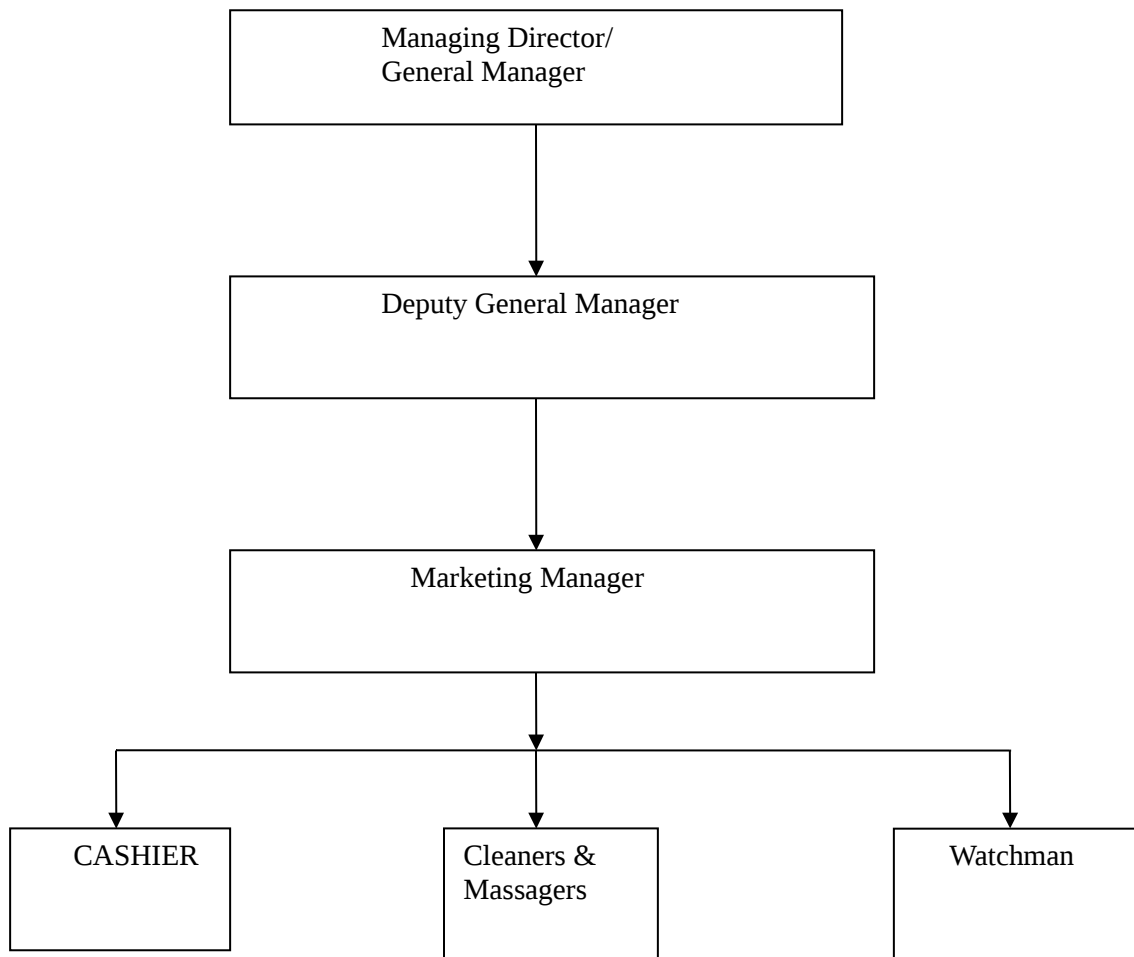 Managing Director/
General Manager
Deputy General Manager
Marketing Manager
CASHIER
Cleaners &
Massagers
Watchman